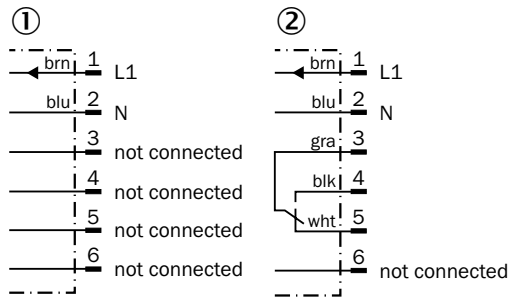 ①
brn 1 L1
blu 2 N
3 not connected
4 not connected
5 not connected
6 not connected
②
brn 1 L1
blu 2 N
gra 3
blk 4
wht 5
6 not connected